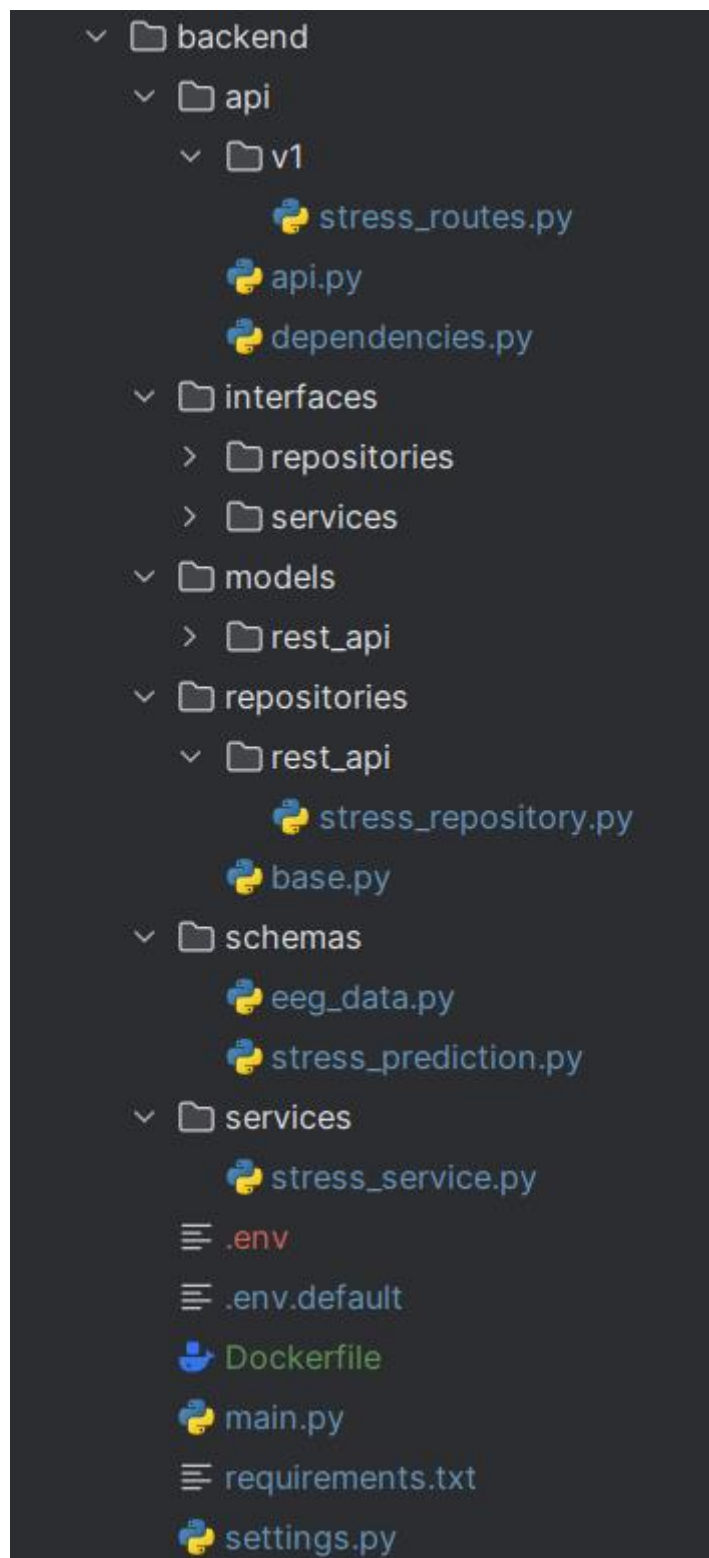 backend
api
v1
stress_routes.py
api.py
dependencies.py
interfaces
repositories
services
models
rest_api
repositories
rest_api
stress_repository.py
base.py
schemas
eeg_data.py
stress_prediction.py
services
stress_service.py
.env
.env.default
Dockerfile
main.py
requirements.txt
settings.py